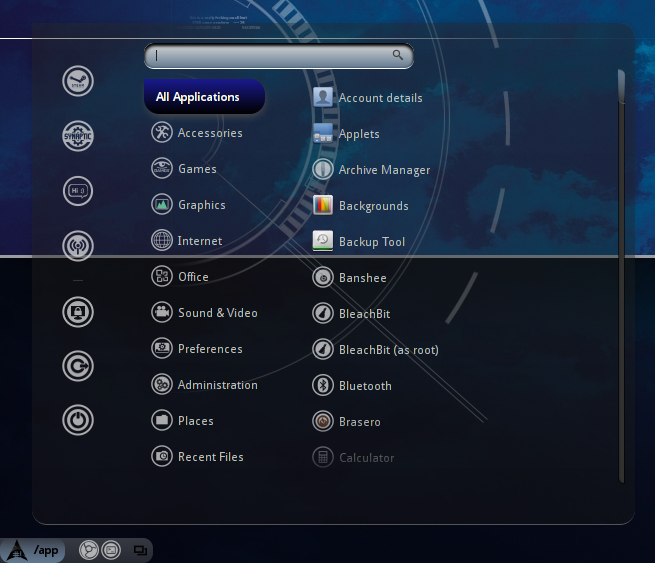 STEAM
SYNAPTIC
Hi :)
All Applications
Accessories
Games
Graphics
Internet
Office
Sound & Video
Preferences
Administration
Places
Recent Files
Account details
Applets
Archive Manager
Backgrounds
Backup Tool
Banshee
BleachBit
BleachBit (as root)
Bluetooth
Brasero
Calculator
/app